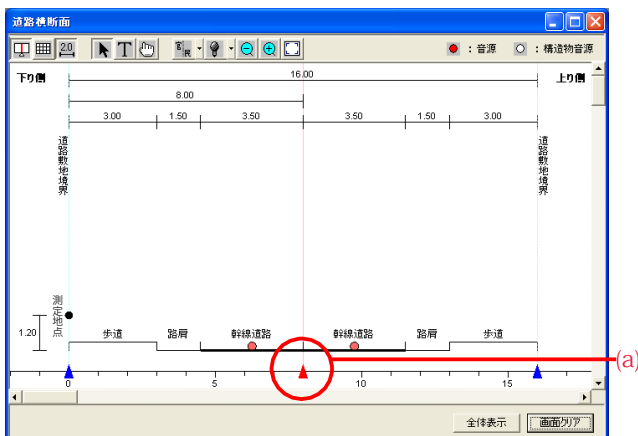 道路横断面
2.0
T
官
民
: 音源
: 構造物音源
下り側
16.00
上り側
8.00
3.00
1.50
3.50
3.50
1.50
3.00
道路敷地境界
道路敷地境界
測定地点
1.20
歩道
路肩
幹線道路
幹線道路
路肩
歩道
(a)
0
5
10
15
全体表示
画面クリア